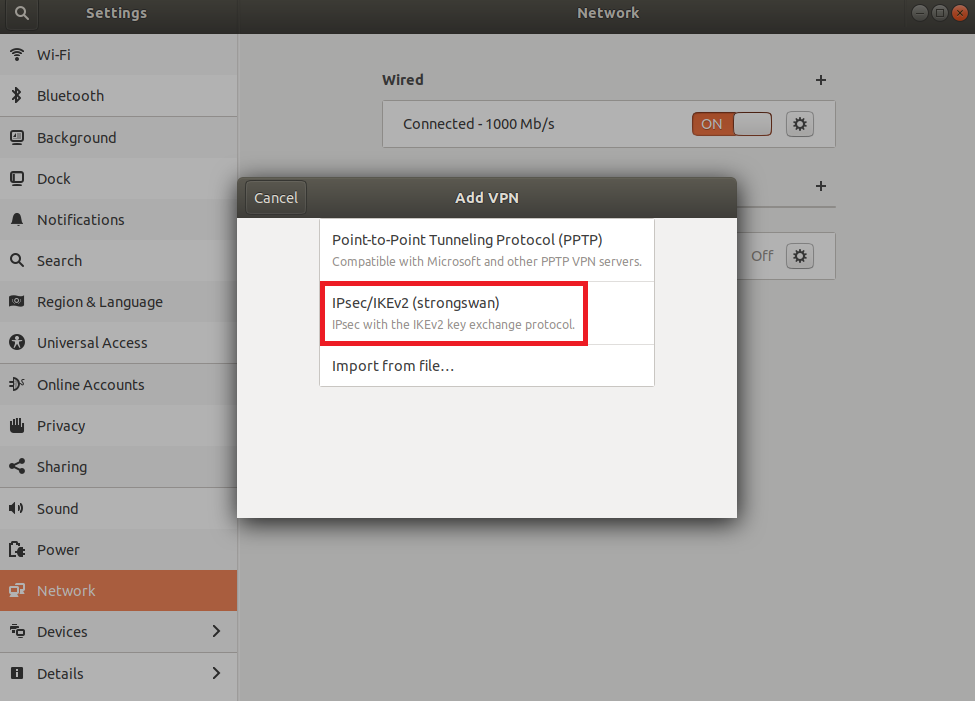 Settings
Network
Wi-Fi
Bluetooth
Background
Dock
Notifications
Search
Region & Language
Universal Access
Online Accounts
Privacy
Sharing
Sound
Power
Network
Devices
Details
Wired
Connected - 1000 Mb/s
ON
Off
Cancel
Add VPN
Point-to-Point Tunneling Protocol (PPTP)
Compatible with Microsoft and other PPTP VPN servers.
IPsec/IKEv2 (strongswan)
IPsec with the IKEv2 key exchange protocol.
Import from file…